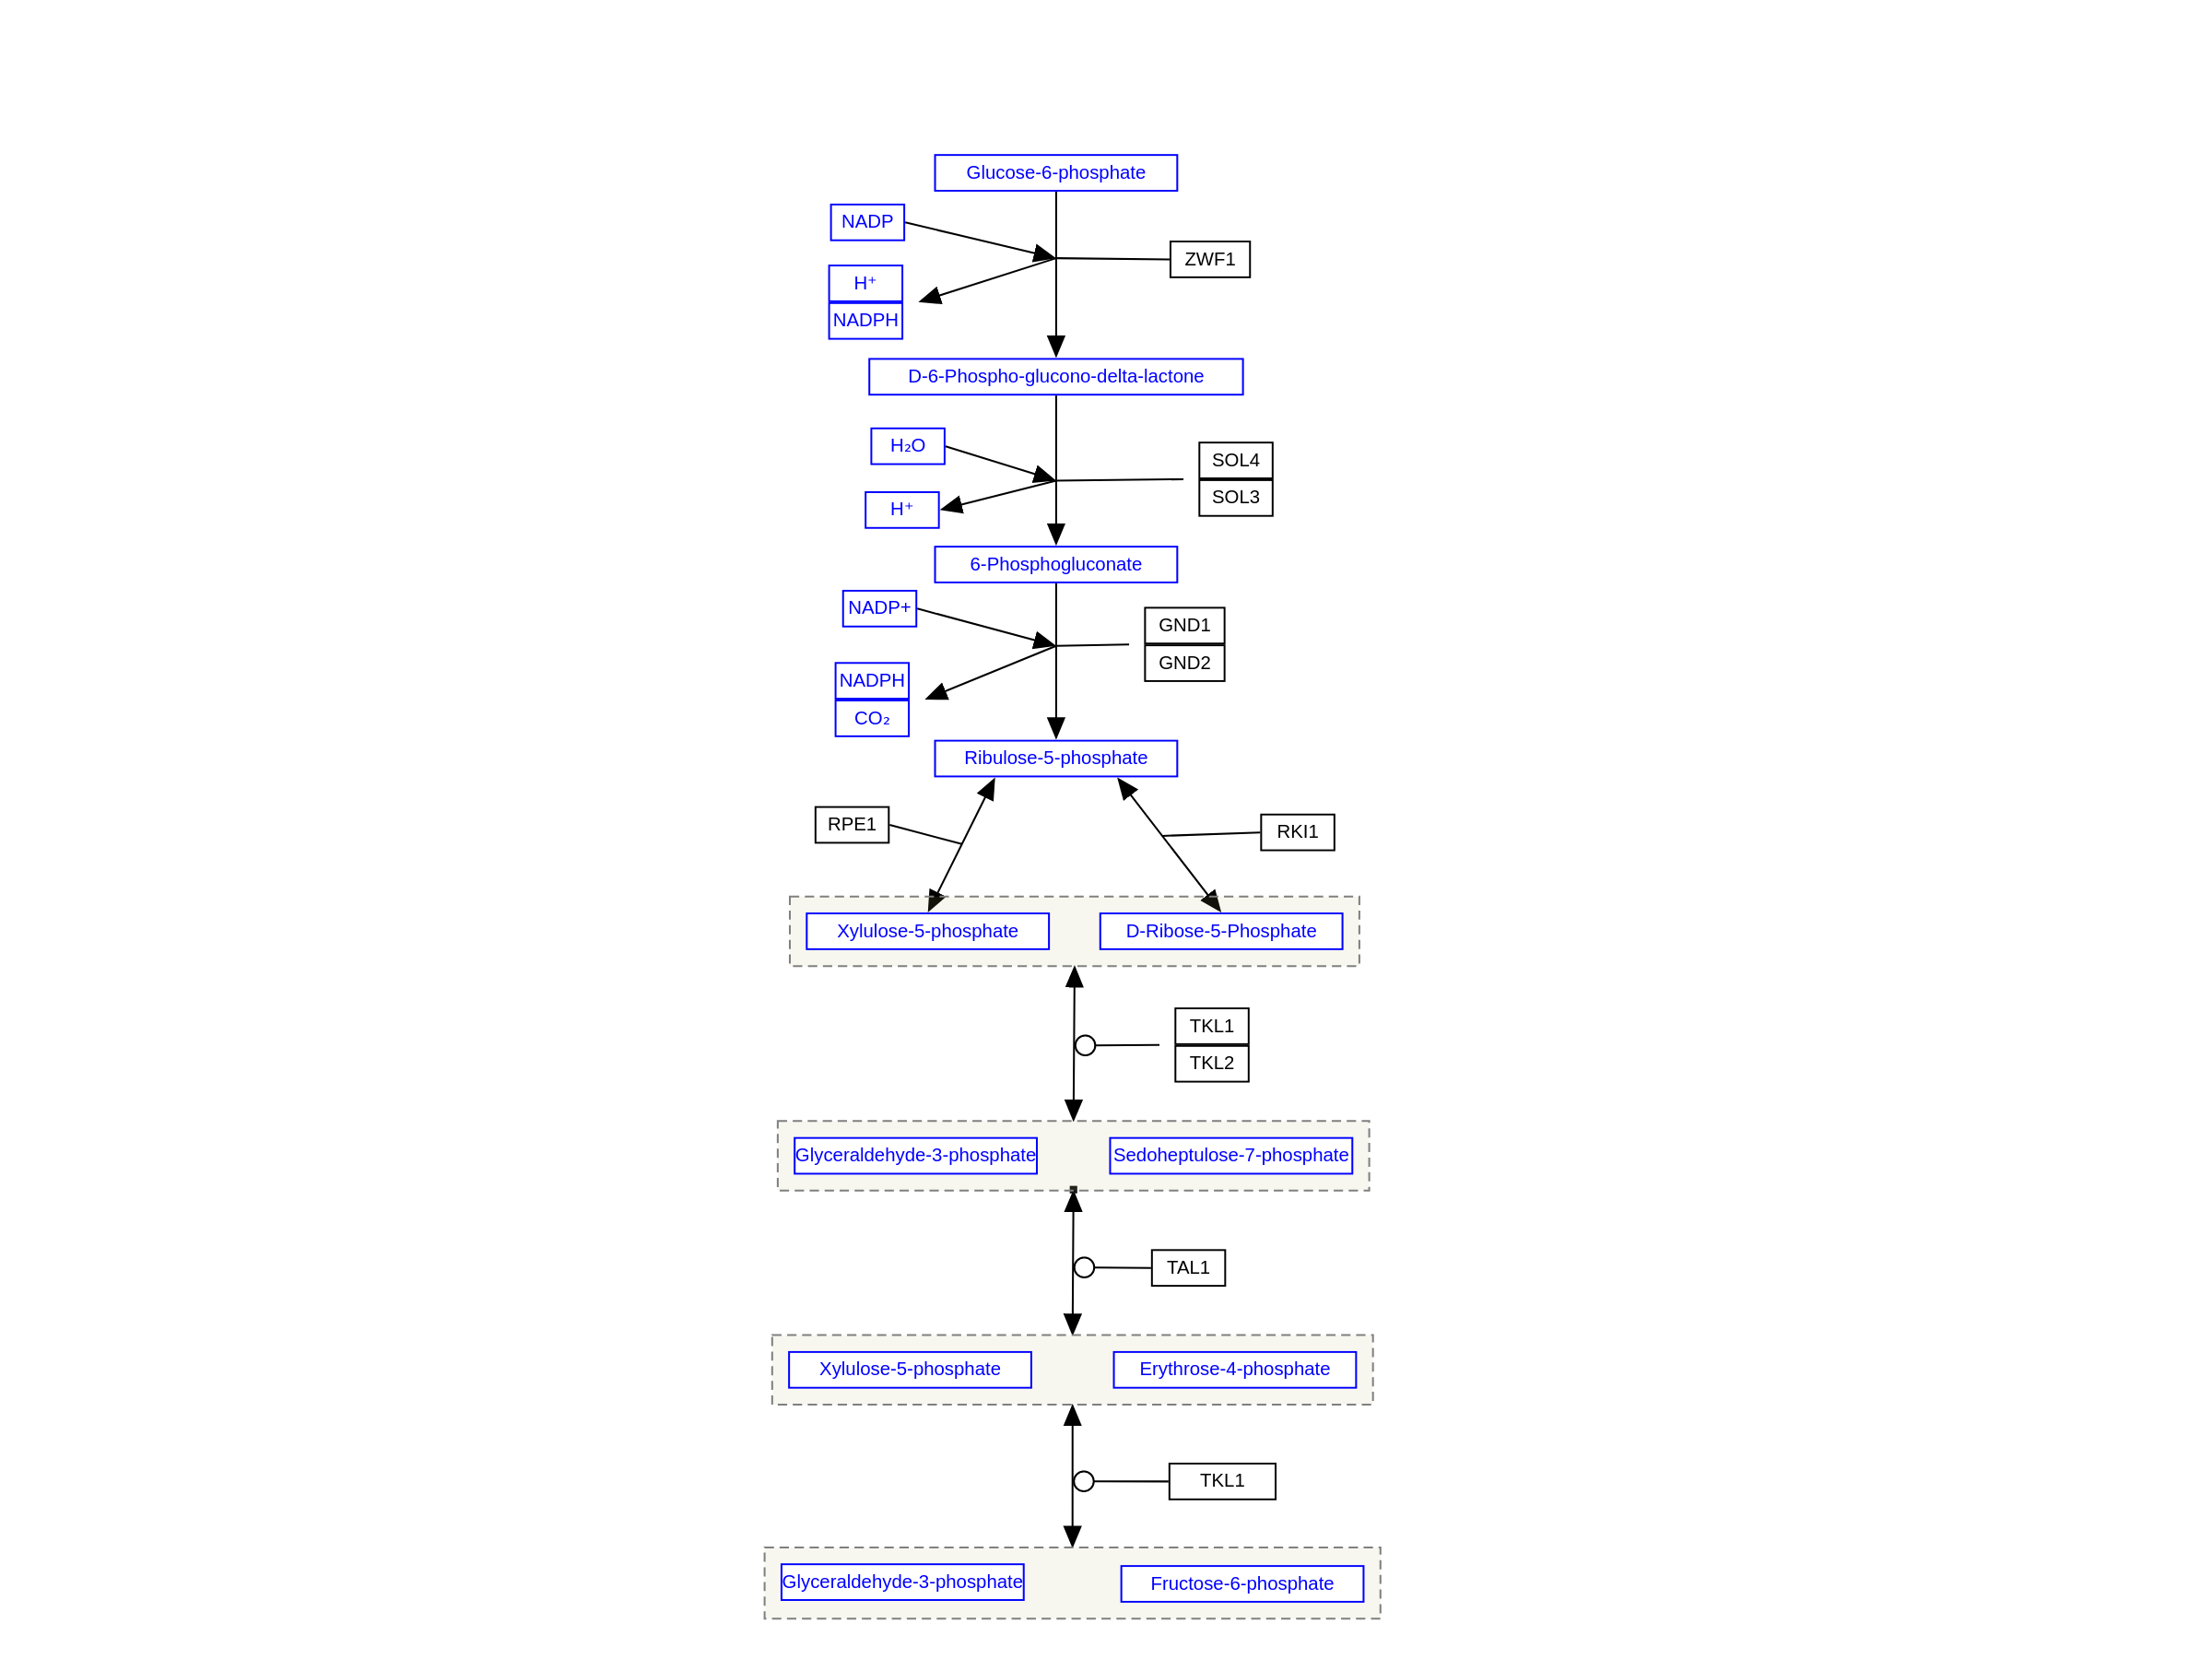 Glucose-6-phosphate
NADP
ZWF1
H⁺
NADPH
D-6-Phospho-glucono-delta-lactone
H₂O
SOL4
SOL3
H⁺
6-Phosphogluconate
NADP+
GND1
GND2
NADPH
CO₂
Ribulose-5-phosphate
RPE1
RKI1
Xylulose-5-phosphate
D-Ribose-5-Phosphate
TKL1
TKL2
Glyceraldehyde-3-phosphate
Sedoheptulose-7-phosphate
TAL1
Xylulose-5-phosphate
Erythrose-4-phosphate
TKL1
Glyceraldehyde-3-phosphate
Fructose-6-phosphate